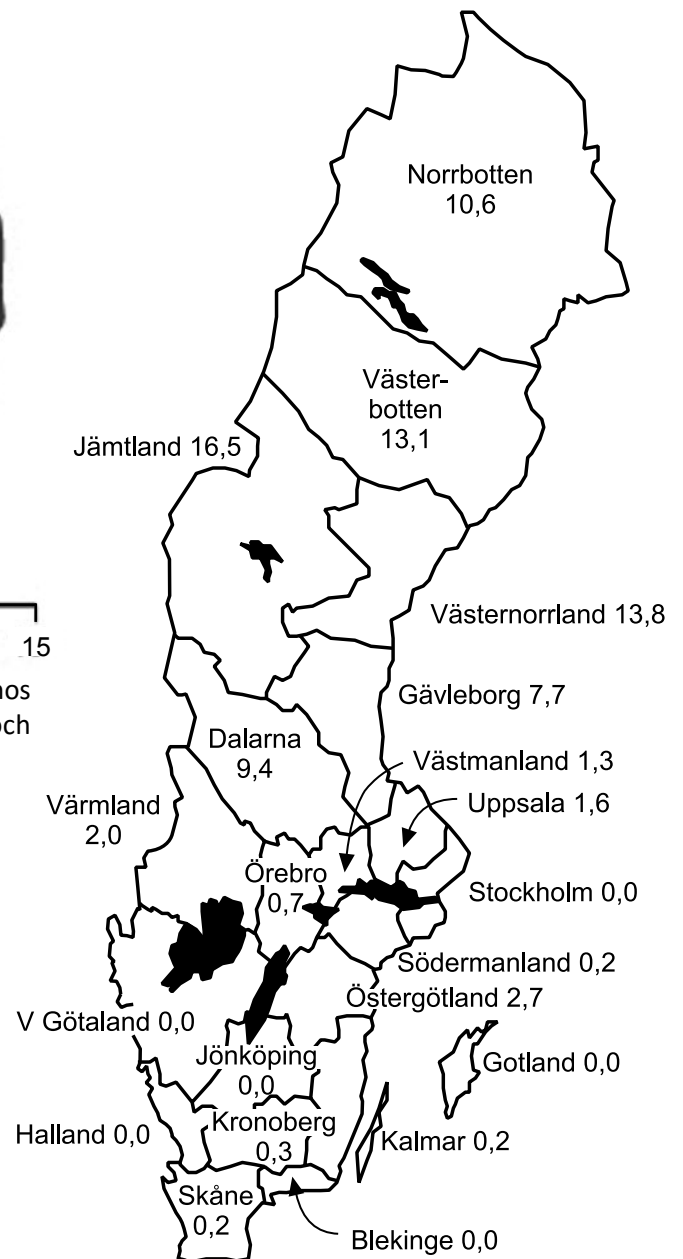 Norrbotten
10,6
Väster-
botten
13,1
Jämtland 16,5
Västernorrland 13,8
15
nos
och
Gävleborg 7,7
Dalarna
9,4
Västmanland 1,3
Värmland
2,0
Uppsala 1,6
Örebro
0,7
Stockholm 0,0
Södermanland 0,2
Östergötland 2,7
V Götaland 0,0
Jönköping
0,0
Gotland 0,0
Halland 0,0
Kronoberg
0,3
Kalmar 0,2
Skåne
0,2
Blekinge 0,0